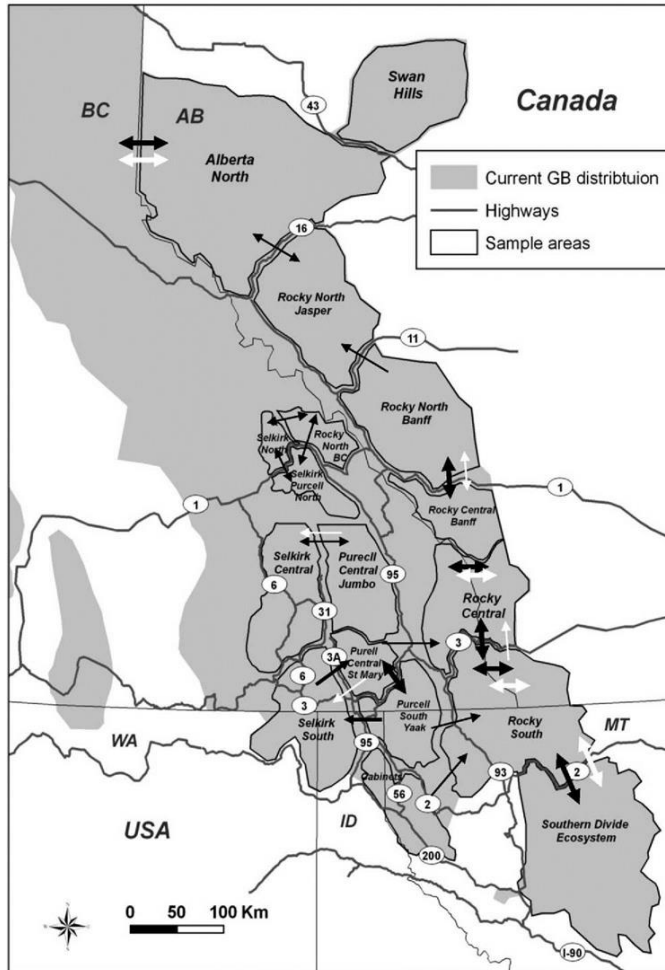 Swan
Hills
Canada
43
BC
AB
Alberta
North
Current GB distribtuion
Highways
Sample areas
16
Rocky North
Jasper
11
Rocky North
Banff
Selkirk
North
Rocky
North
BC
Selkirk
Purcell
North
1
1
Rocky Central
Banff
Selkirk
Central
Purecll
Central
Jumbo
95
6
31
Rocky
Central
3A
Purell
Central
St Mary
3
6
3
Selkirk
South
Purcell
South
Yaak
Rocky
South
WA
MT
95
Cabinets
56
2
93
2
ID
USA
Southern Divide
Ecosystem
200
0 50 100 Km
I-90